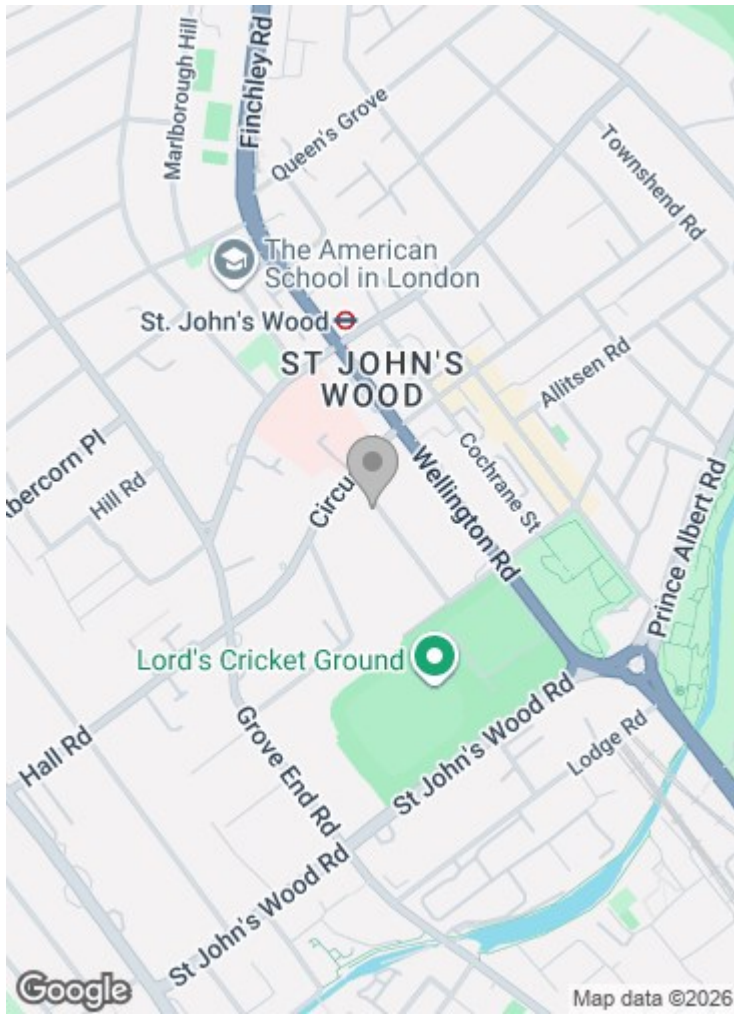 Marlborough Hill
Finchley Rd
Queen's Grove
Townshend Rd
The American
School in London
St. John's Wood
ST JOHN'S
WOOD
Allitsen Rd
bercorn Pl
Hill Rd
Circu
Wellington Rd
Cochrane St
Prince Albert Rd
Lord's Cricket Ground
Hall Rd
Grove End Rd
St John's Wood Rd
Lodge Rd
St John's Wood Rd
Google
Map data ©2026